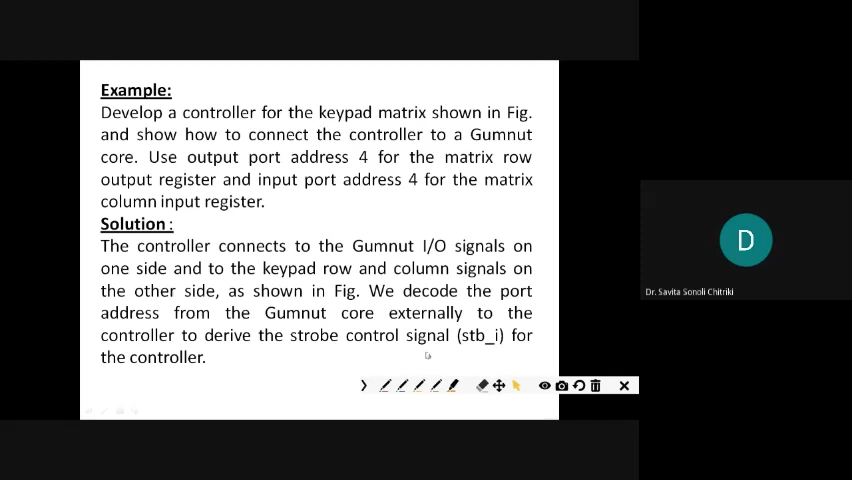 Example:
Develop a controller for the keypad matrix shown in Fig.
and show how to connect the controller to a Gumnut
core. Use output port address 4 for the matrix row
output register and input port address 4 for the matrix
column input register.
Solution :
The controller connects to the Gumnut I/O signals on
one side and to the keypad row and column signals on
the other side, as shown in Fig. We decode the port
address from the Gumnut core externally to the
controller to derive the strobe control signal (stb_i) for
the controller.
D
Dr. Savita Sonoli Chitriki